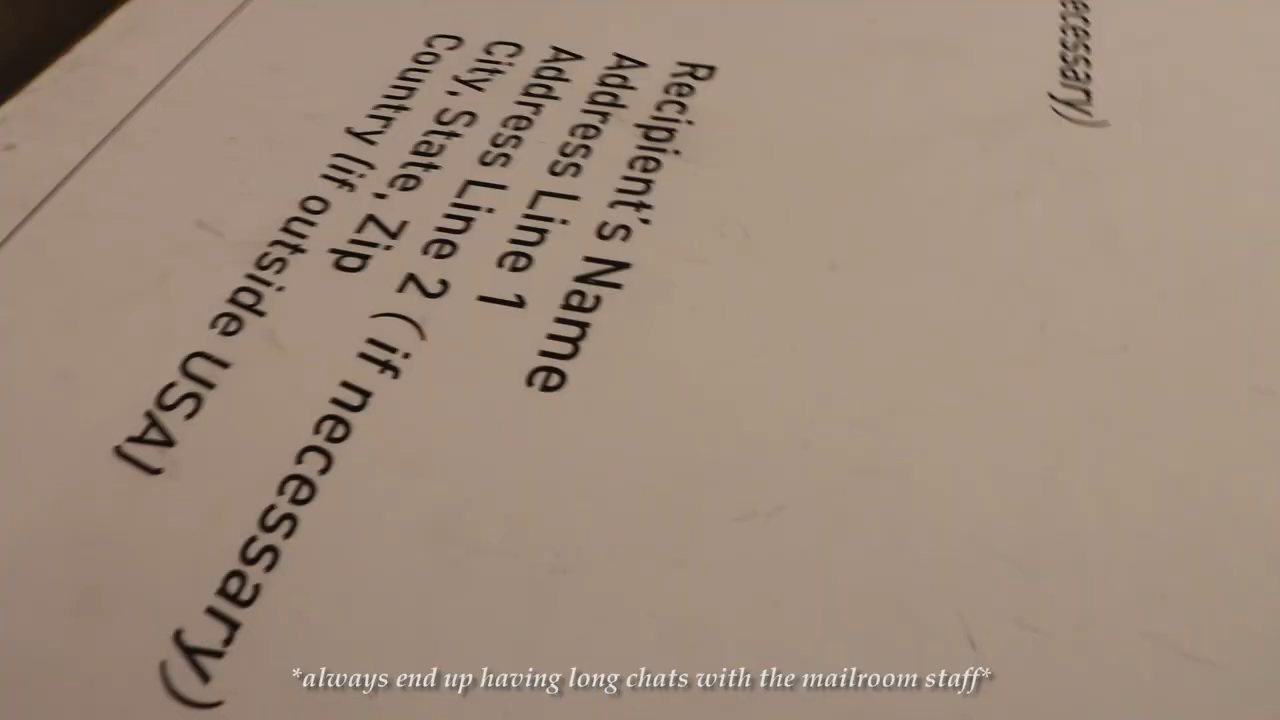 Recipient's Name
Address Line 1
Address Line 2 ( if necessary)
City, State, Zip
Country (if outside USA)
*always end up having long chats with the mailroom staff*